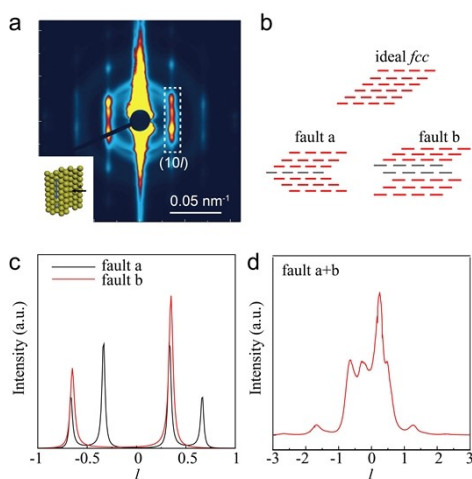 a
(10l)
0.05 nm⁻¹
b
ideal fcc
fault a
fault b
c
fault a
fault b
Intensity (a.u.)
-1
-0.5
0
0.5
1
l
d
fault a+b
Intensity (a.u.)
-3
-2
-1
0
1
2
3
l